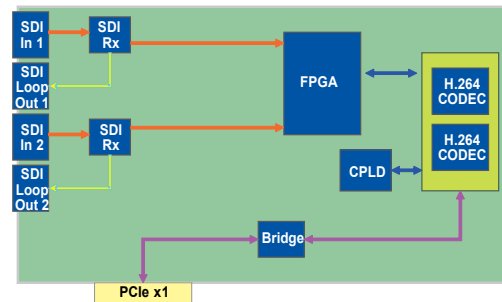 SDI
In 1
SDI
Rx
SDI
Loop
Out 1
SDI
In 2
SDI
Rx
SDI
Loop
Out 2
FPGA
H.264
CODEC
H.264
CODEC
CPLD
Bridge
PCIe x1